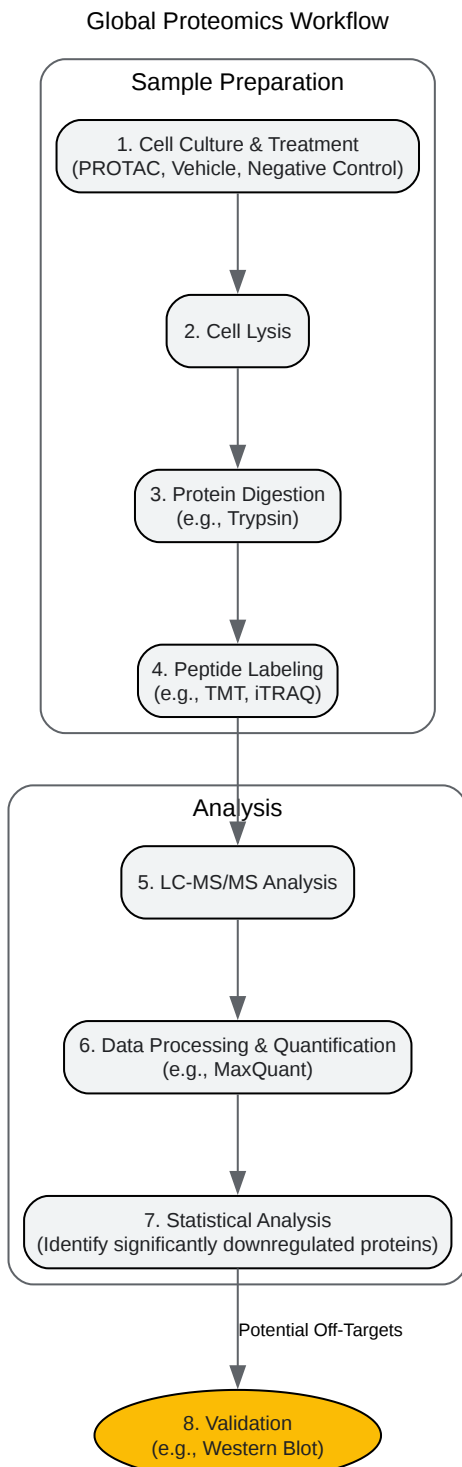 Global Proteomics Workflow
Sample Preparation
1. Cell Culture & Treatment
(PROTAC, Vehicle, Negative Control)
2. Cell Lysis
3. Protein Digestion
(e.g., Trypsin)
4. Peptide Labeling
(e.g., TMT, iTRAQ)
Analysis
5. LC-MS/MS Analysis
6. Data Processing & Quantification
(e.g., MaxQuant)
7. Statistical Analysis
(Identify significantly downregulated proteins)
Potential Off-Targets
8. Validation
(e.g., Western Blot)